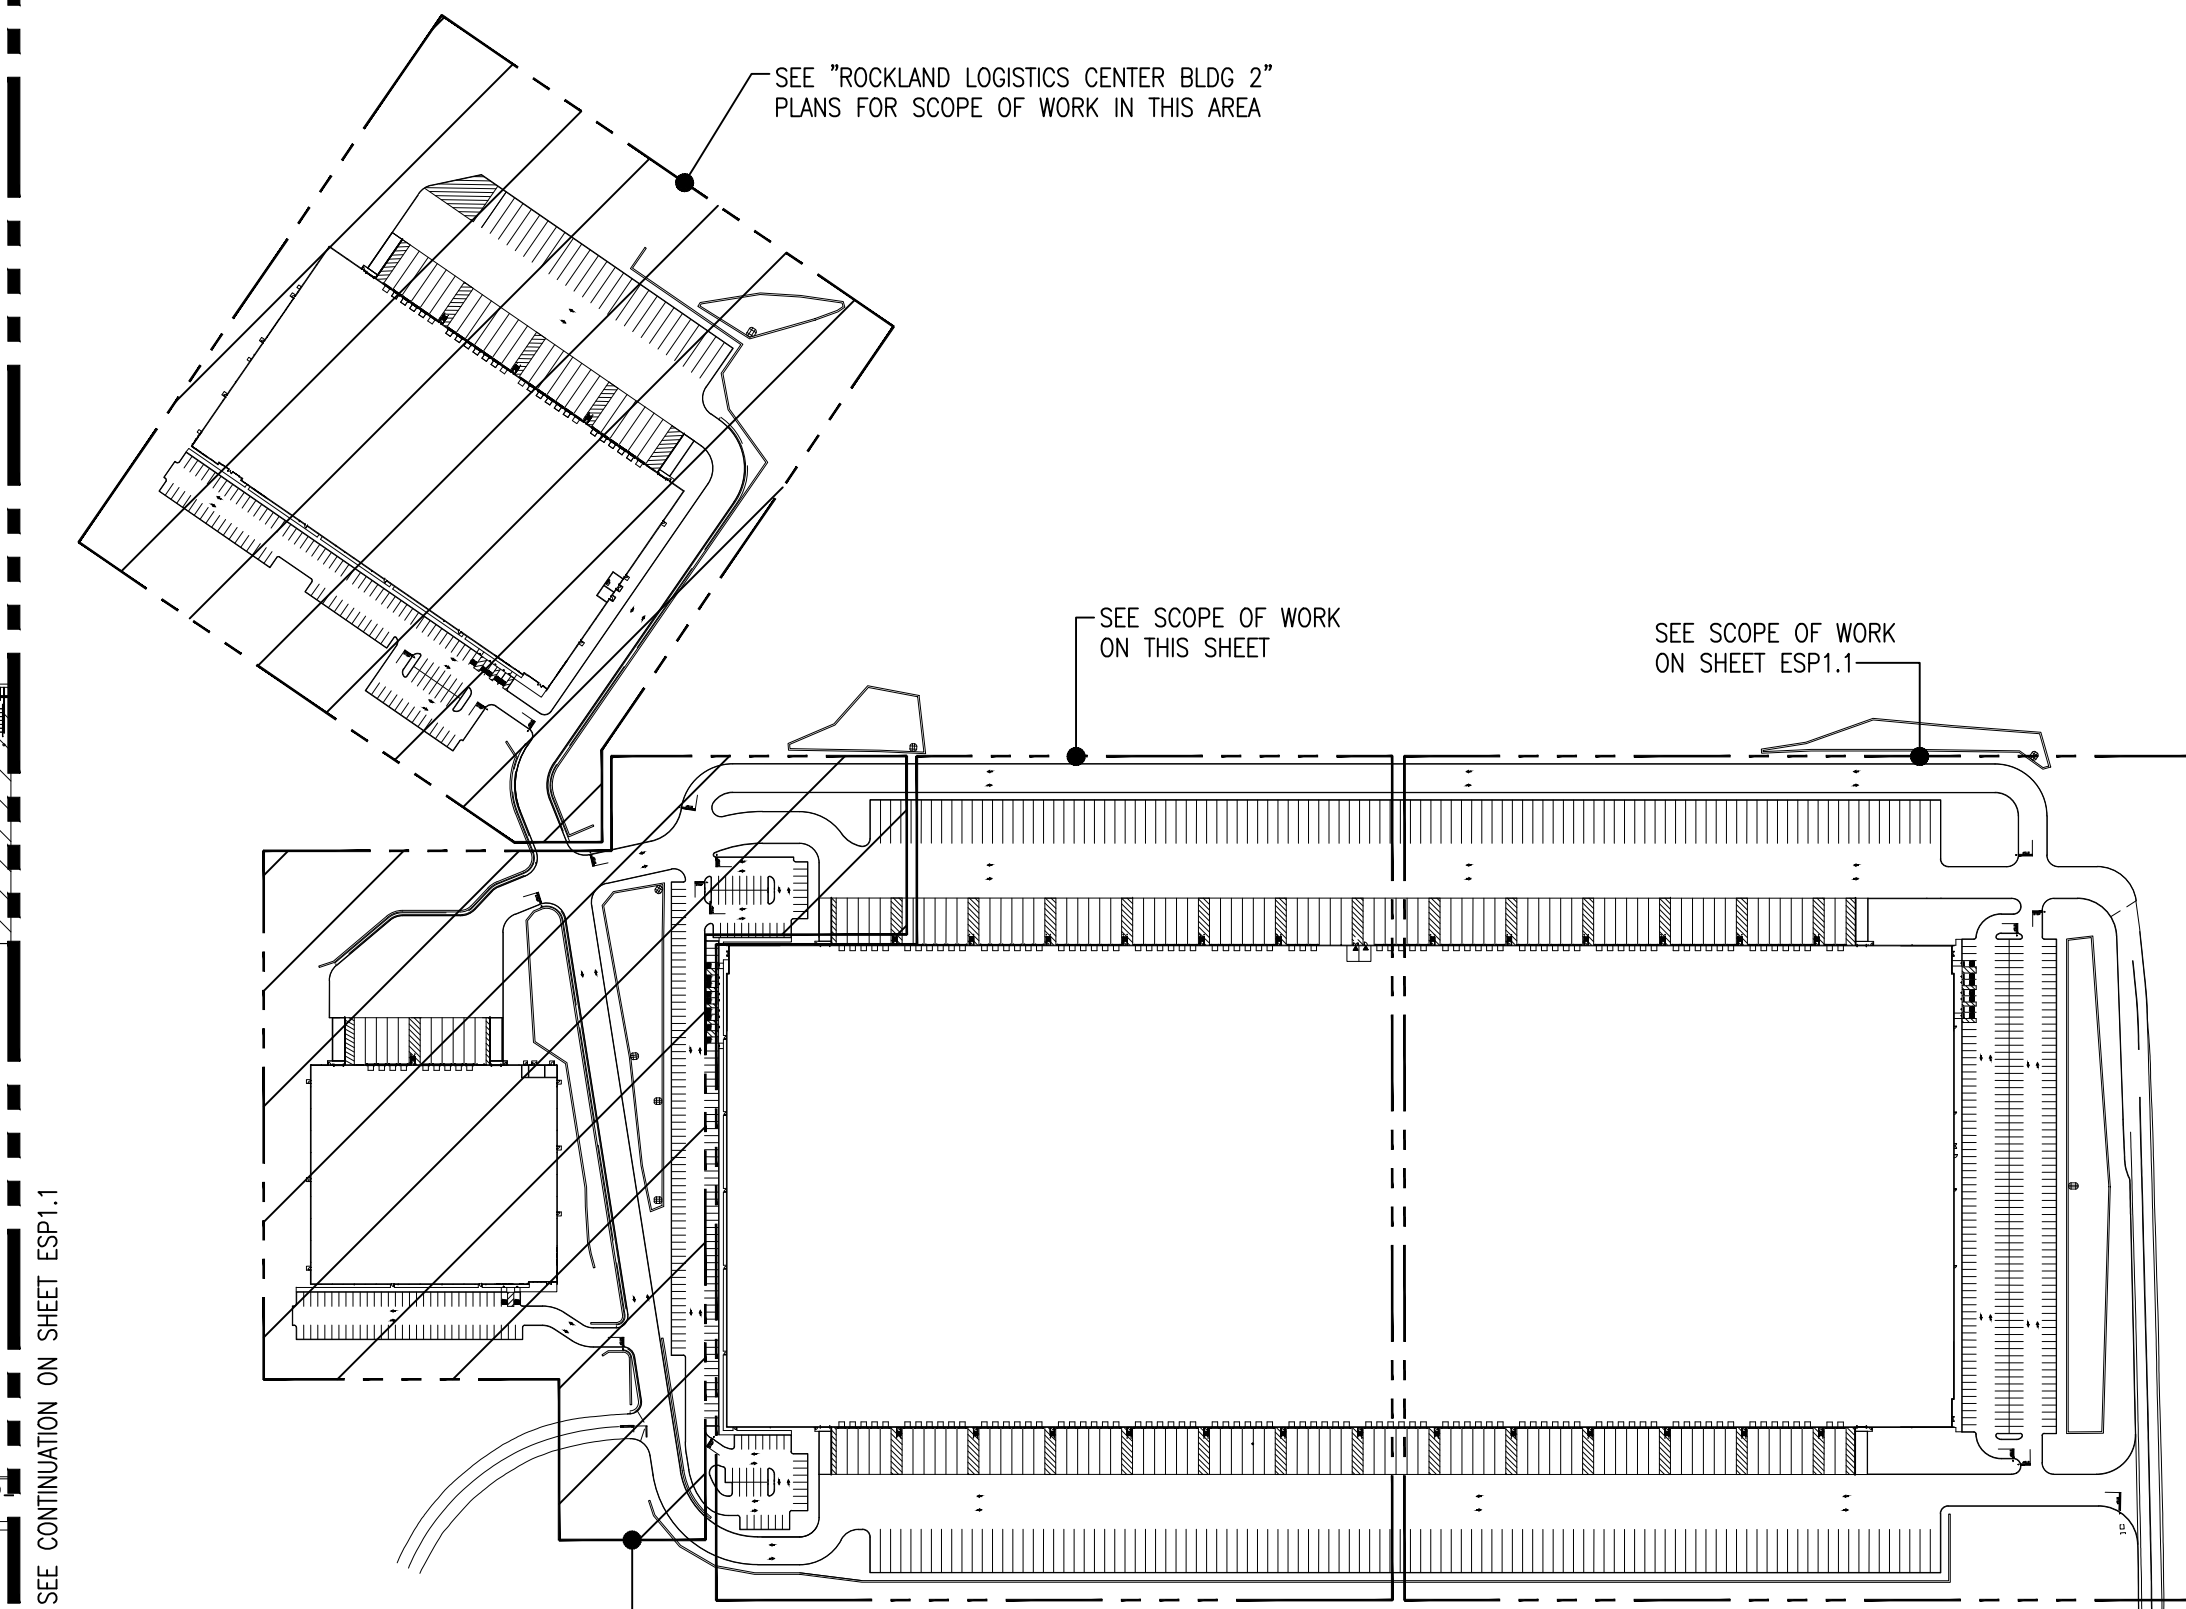 SEE "ROCKLAND LOGISTICS CENTER BLDG 2"
PLANS FOR SCOPE OF WORK IN THIS AREA
SEE SCOPE OF WORK
ON THIS SHEET
SEE SCOPE OF WORK
ON SHEET ESP1.1
SEE CONTINUATION ON SHEET ESP1.1